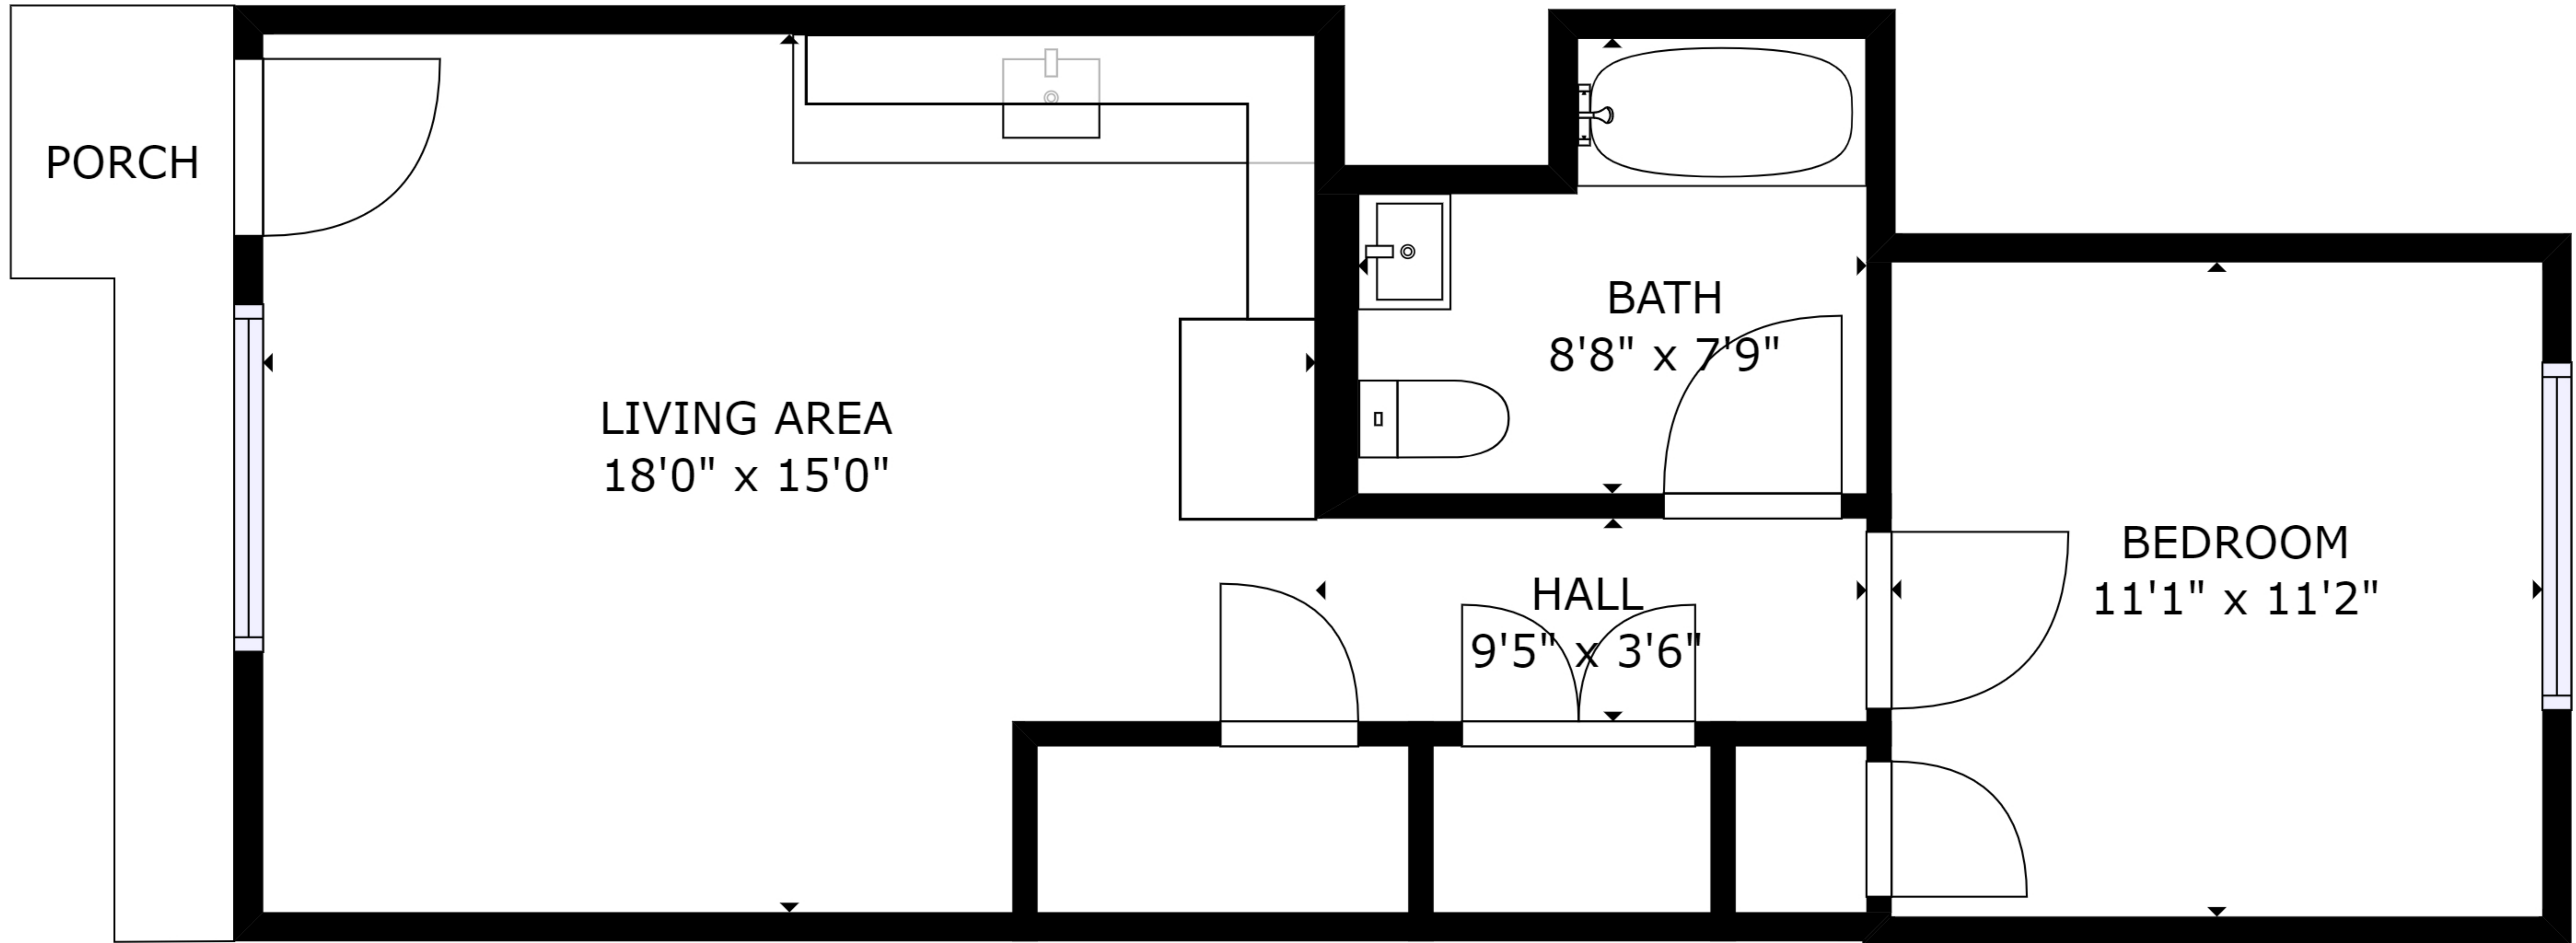 PORCH
LIVING AREA
18'0" x 15'0"
BATH
8'8" x 7'9"
HALL
9'5" x 3'6"
BEDROOM
11'1" x 11'2"